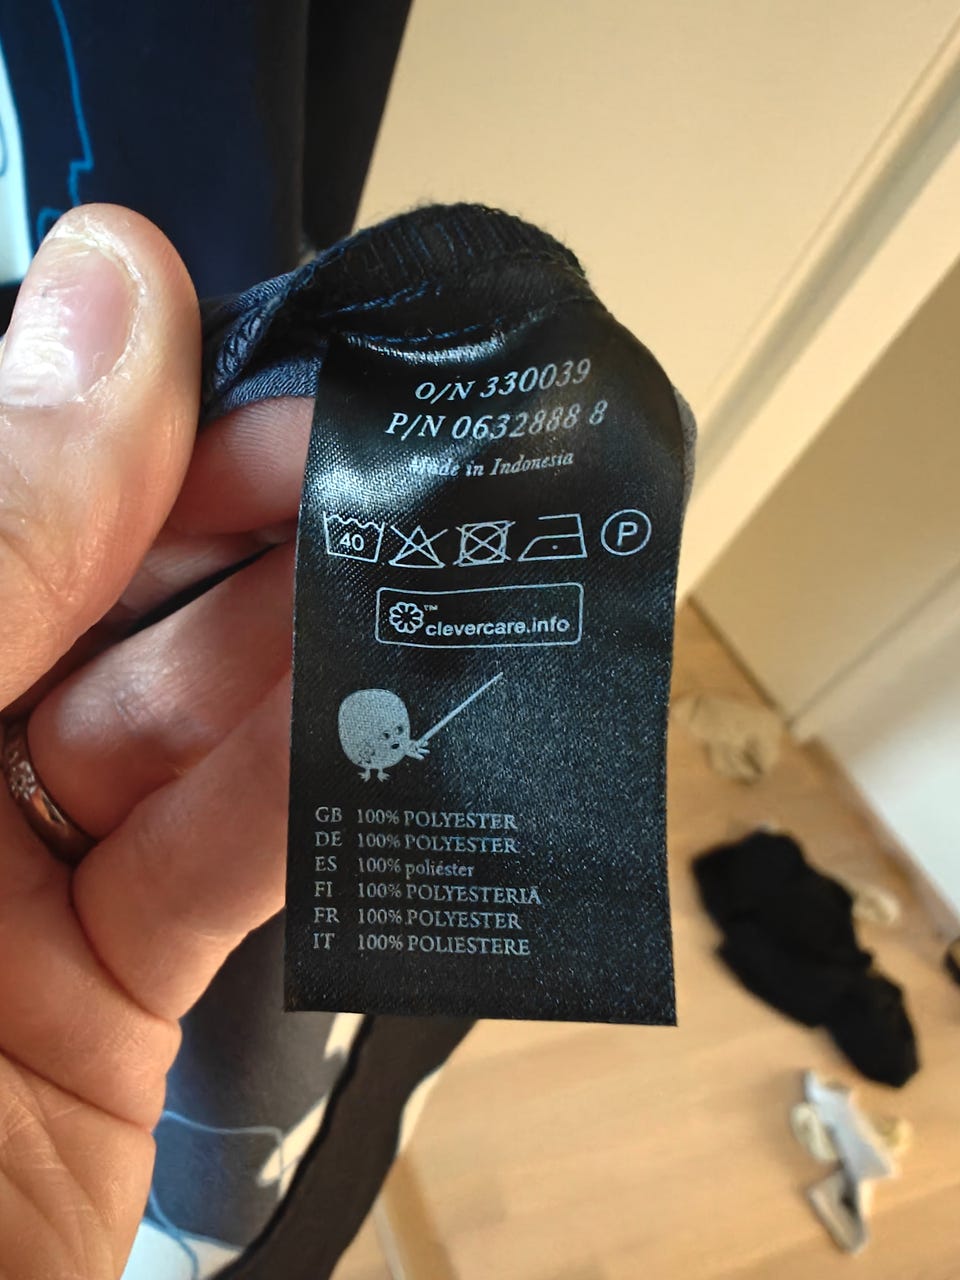 O/N 330039
P/N 0632888 8
Made in Indonesia
40 P
™
clevercare.info
GB 100% POLYESTER
DE 100% POLYESTER
ES 100% poliéster
FI 100% POLYESTERIÄ
FR 100% POLYESTER
IT 100% POLIESTERE